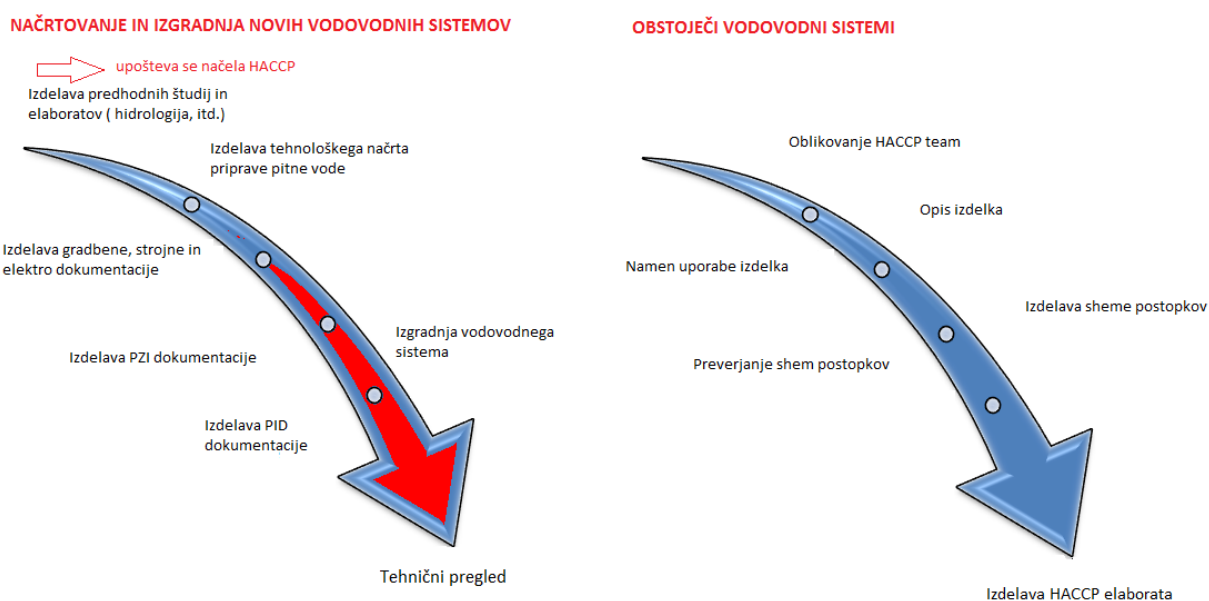 NAČRTOVANJE IN IZGRADNJA NOVIH VODOVODNIH SISTEMOV
upošteva se načela HACCP
Izdelava predhodnih študij in
elaboratov ( hidrologija, itd.)
Izdelava tehnološkega načrta
priprave pitne vode
Izdelava gradbene, strojne in
elektro dokumentacije
Izgradnja vodovodnega
sistema
Izdelava PZI dokumentacije
Izdelava PID
dokumentacije
Tehnični pregled
OBSTOJEČI VODOVODNI SISTEMI
Oblikovanje HACCP team
Opis izdelka
Namen uporabe izdelka
Izdelava sheme postopkov
Preverjanje shem postopkov
Izdelava HACCP elaborata